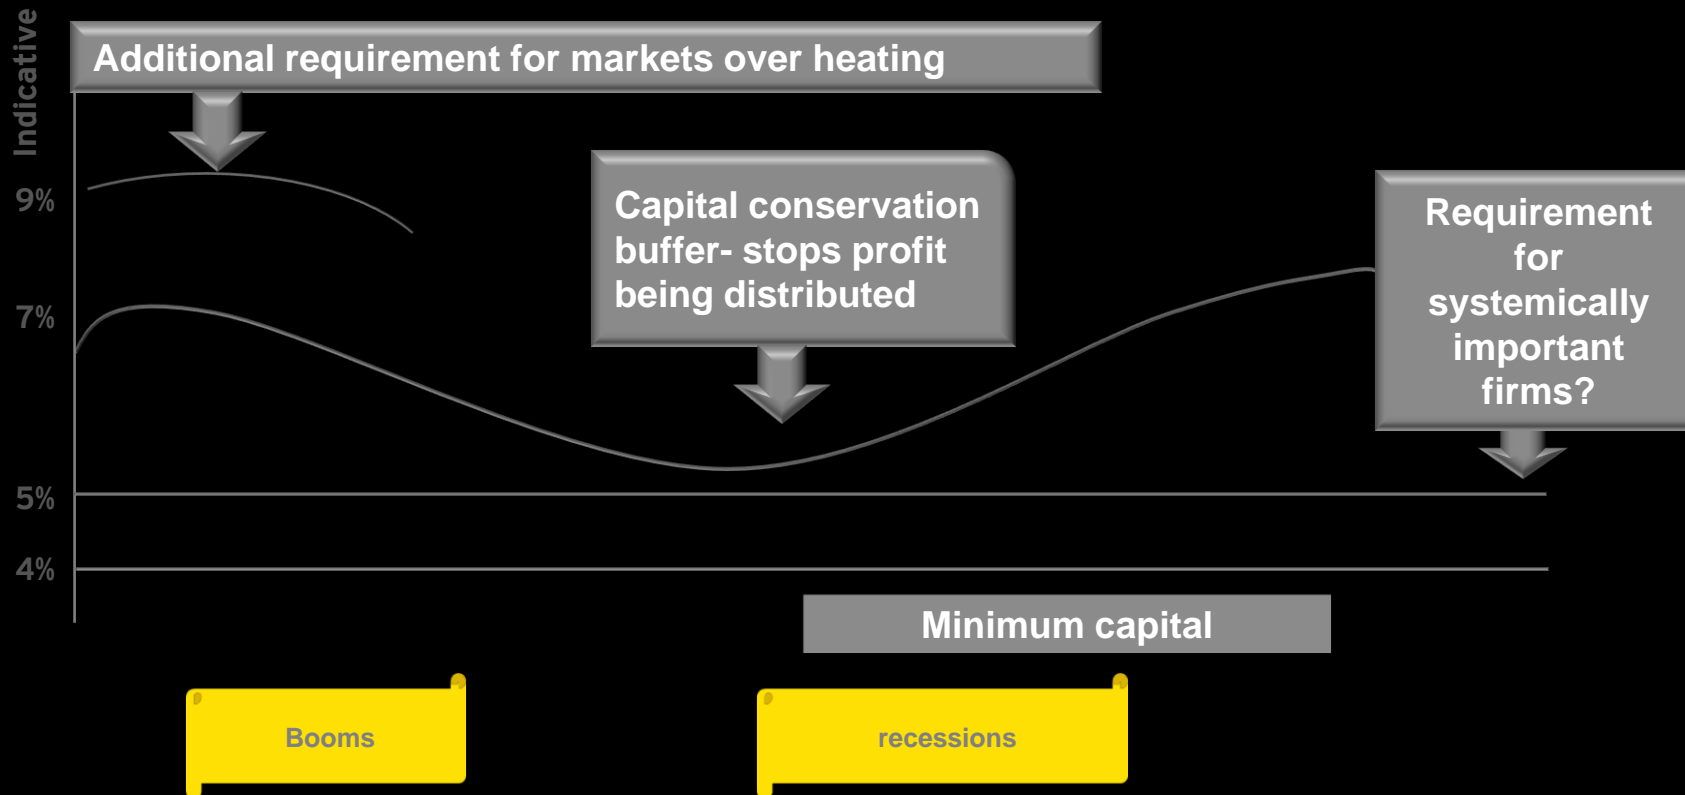 Indicative
Additional requirement for markets over heating
9%
Capital conservation
buffer- stops profit
being distributed
Requirement
for
systemically
important
firms?
7%
5%
4%
Minimum capital
Booms
recessions